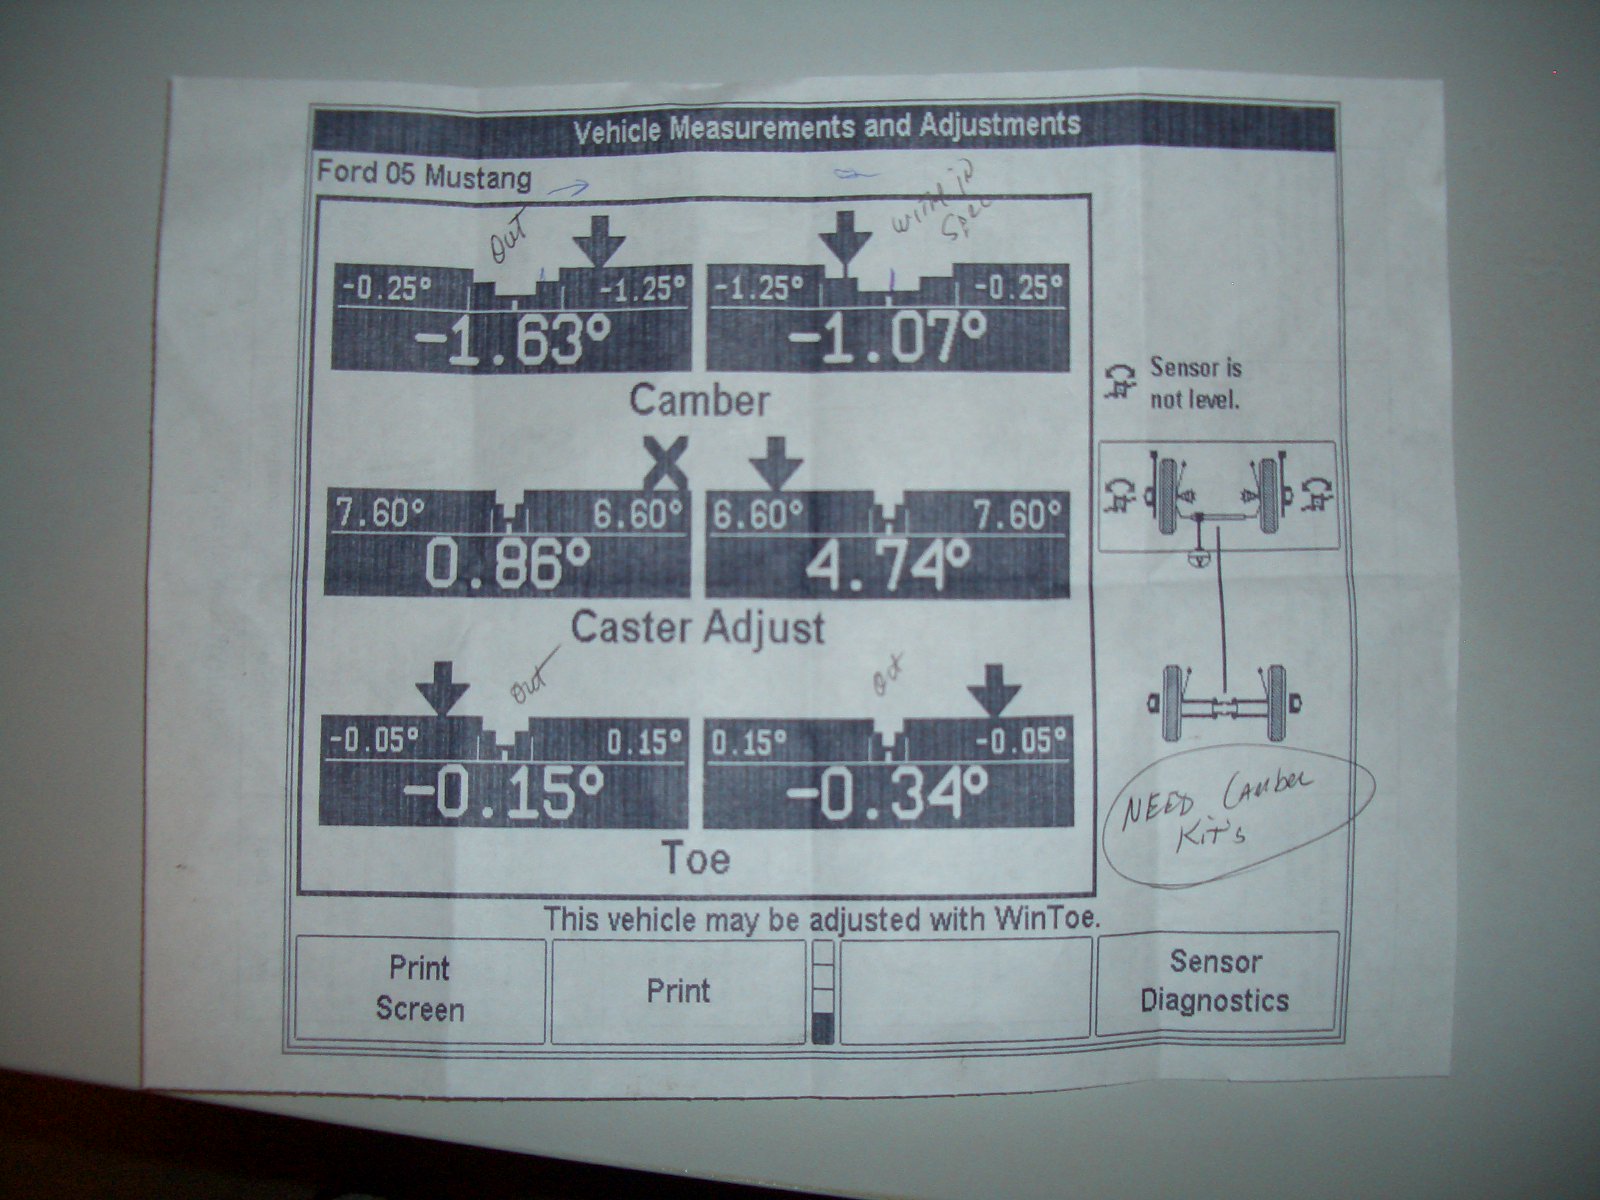 Vehicle Measurements and Adjustments
Ford 05 Mustang
OUT
WITH IN
SPEC
-0.25° -1.25° -1.25° -0.25°
-1.63° -1.07°
Camber
Sensor is
not level.
X
7.60° 6.60° 6.60° 7.60°
0.86° 4.74°
Caster Adjust
Out
Out
-0.05° 0.15° 0.15° -0.05°
-0.15° -0.34°
Toe
NEED Camber
Kit's
This vehicle may be adjusted with WinToe.
Print
Screen
Print
Sensor
Diagnostics